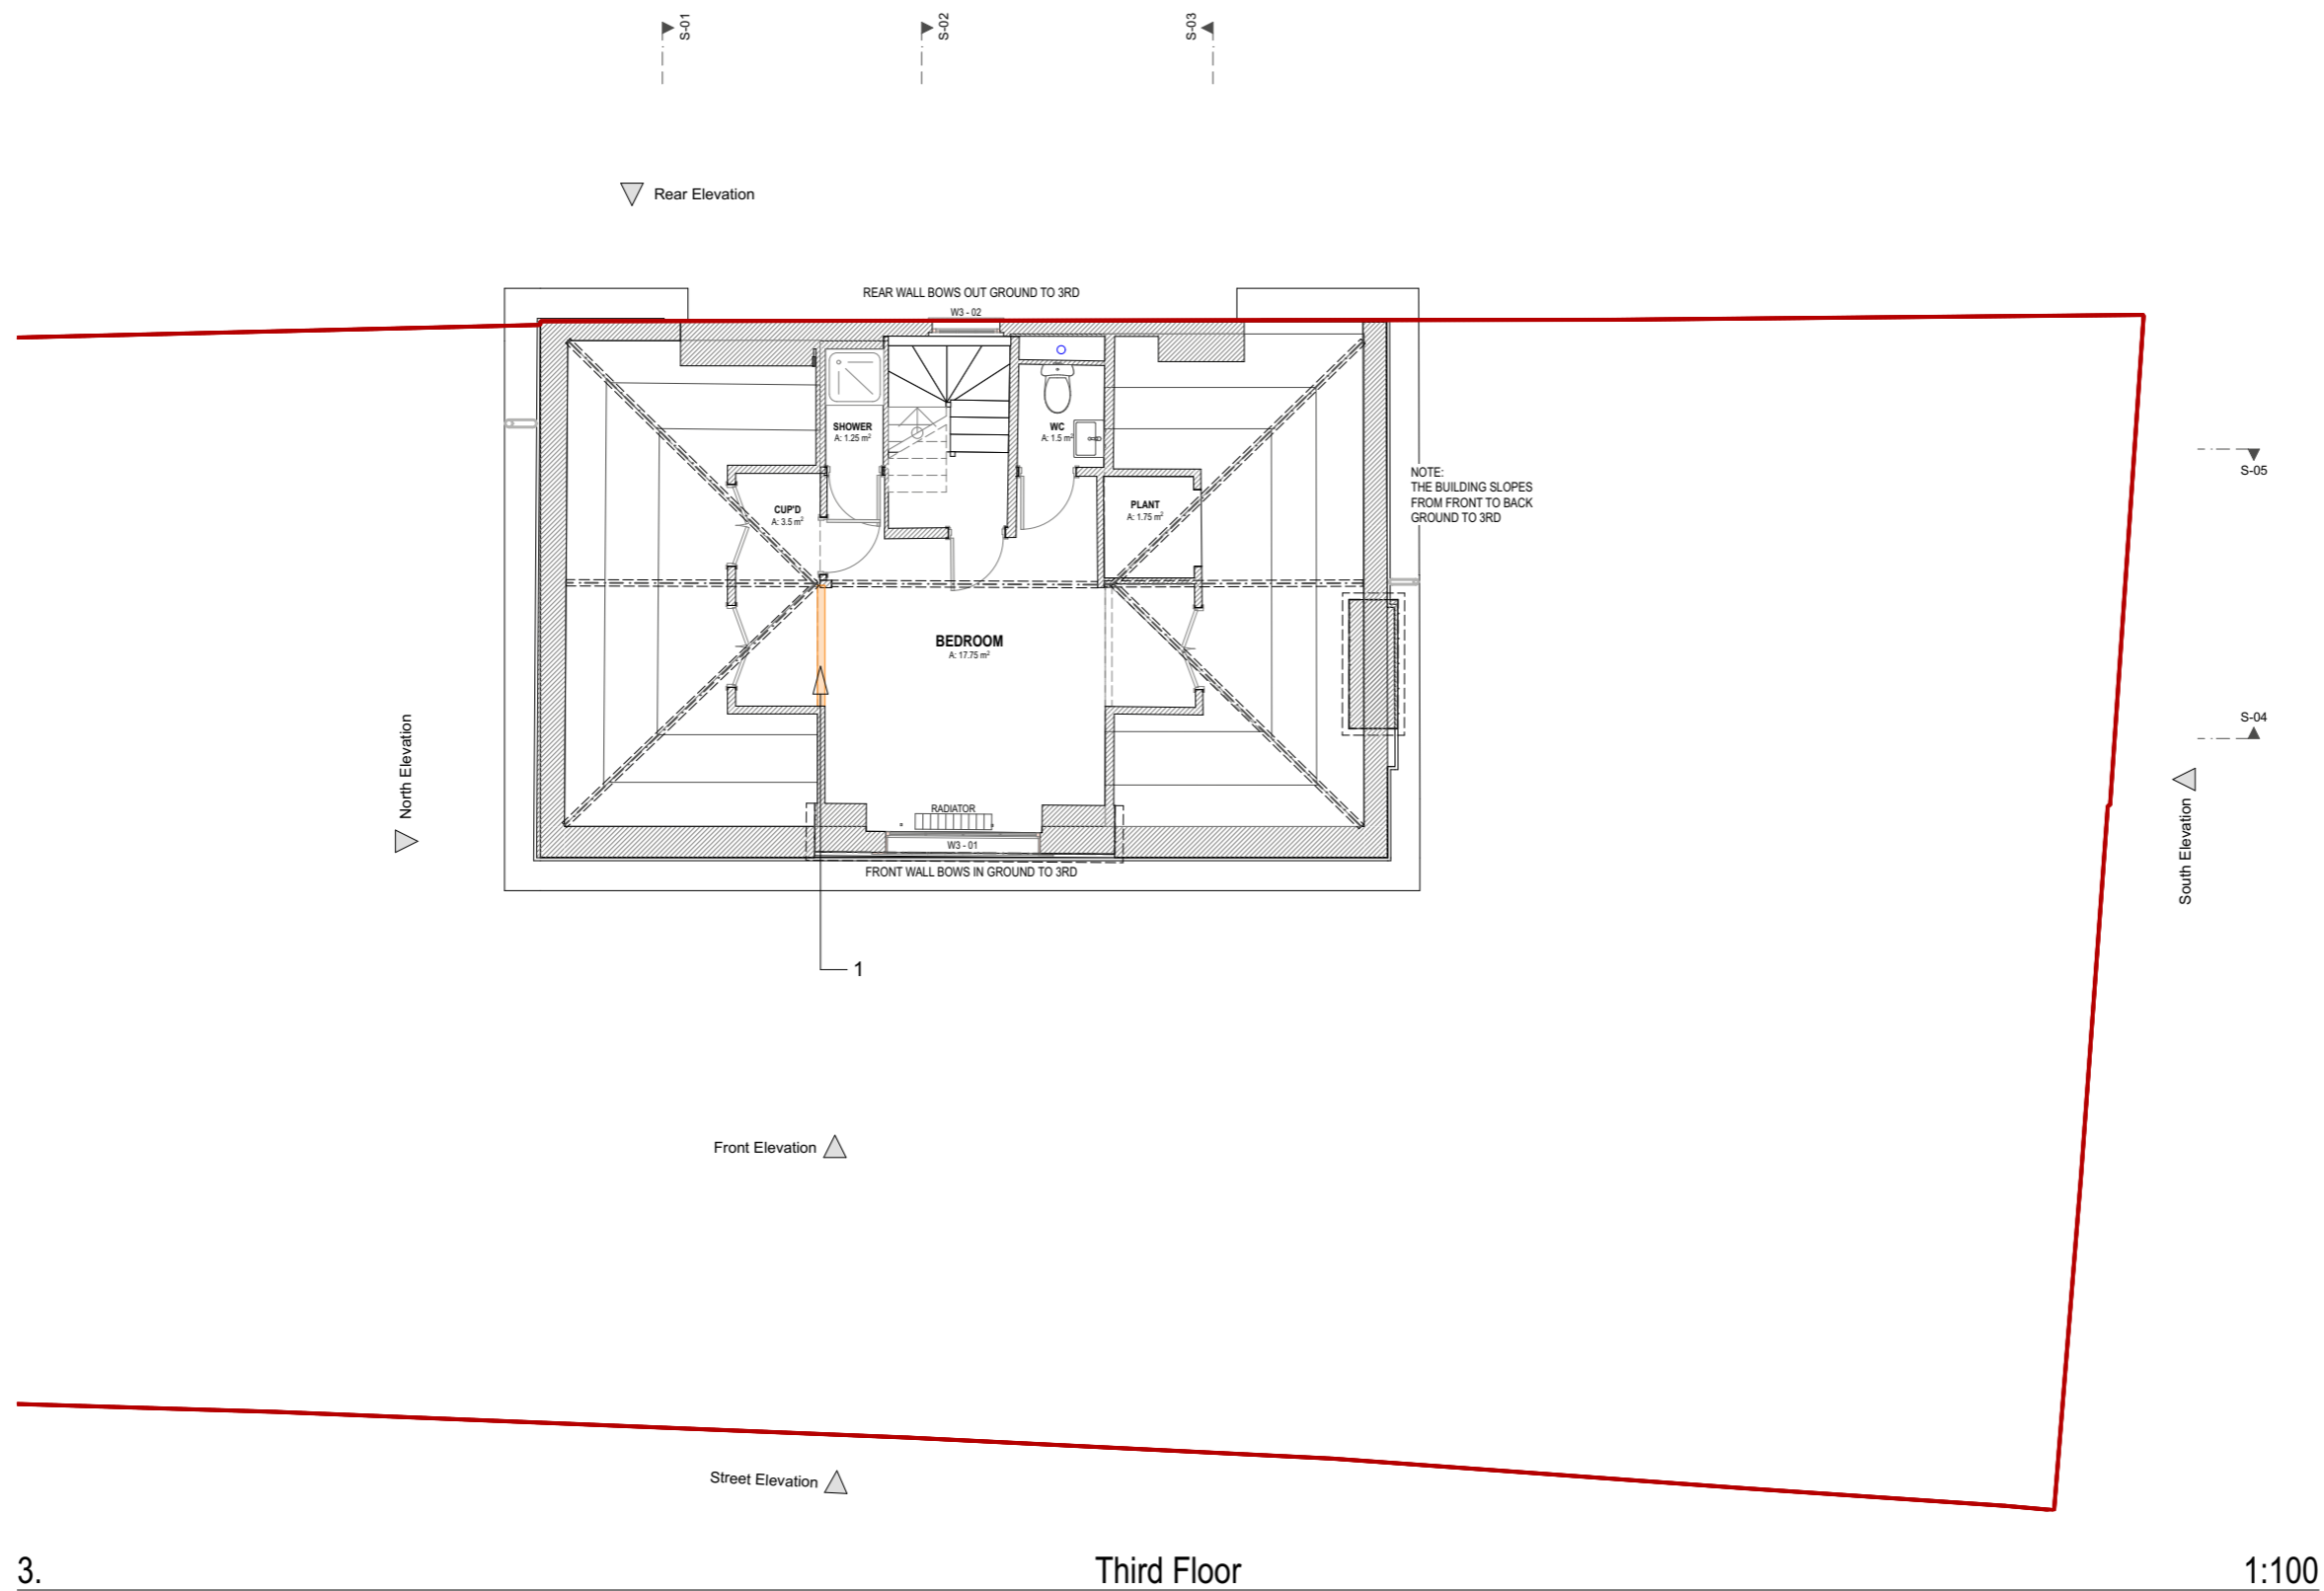 S-01
S-02
S-03
Rear Elevation
REAR WALL BOWS OUT GROUND TO 3RD
W3 - 02
SHOWER
A: 1.25 m²
WC
A: 1.5 m²
CUP'D
A: 3.5 m²
PLANT
A: 1.75 m²
NOTE:
THE BUILDING SLOPES
FROM FRONT TO BACK
GROUND TO 3RD
S-05
BEDROOM
A: 17.75 m²
S-04
North Elevation
South Elevation
RADIATOR
W3 - 01
FRONT WALL BOWS IN GROUND TO 3RD
1
Front Elevation
Street Elevation
3.
Third Floor
1:100